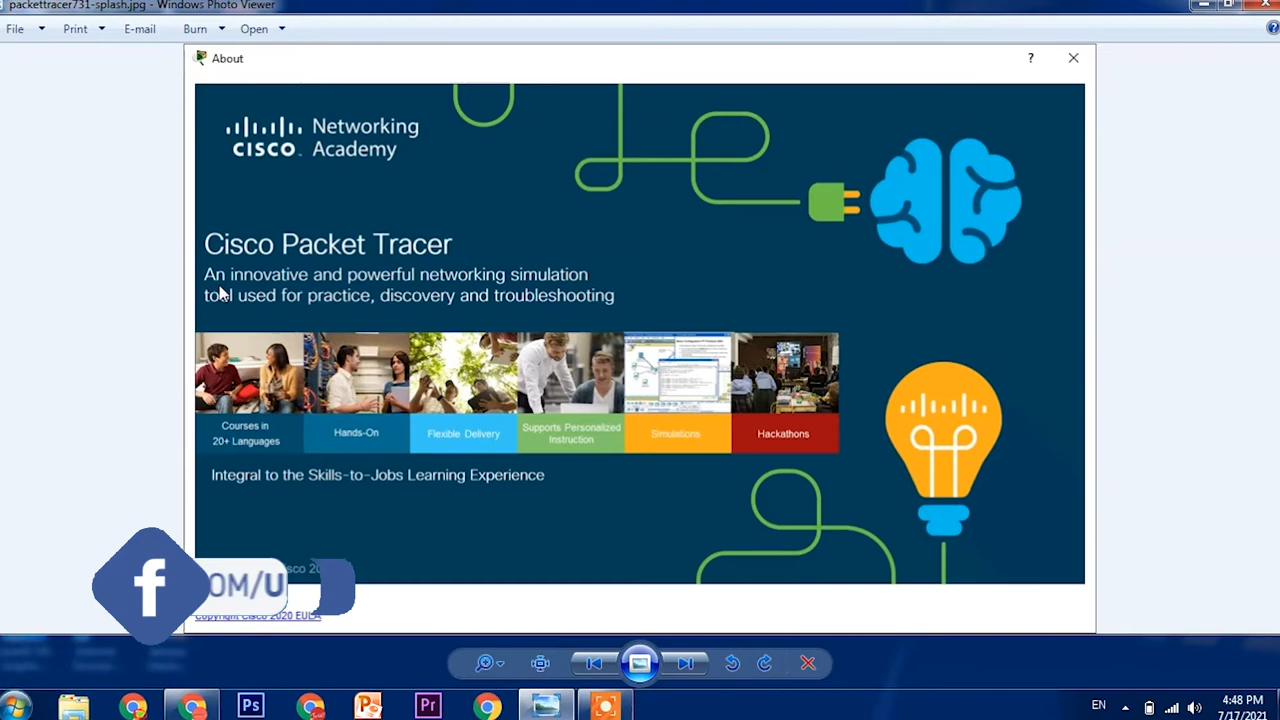 packettracer731-splash.jpg - Windows Photo Viewer
File Print E-mail Burn Open
About
?
Networking
CISCO Academy
Cisco Packet Tracer
An innovative and powerful networking simulation
tool used for practice, discovery and troubleshooting
Courses in
20+ Languages
Hands-On
Flexible Delivery
Supports Personalized
Instruction
Simulations
Hackathons
Integral to the Skills-to-Jobs Learning Experience
f
OM/U
Copyright Cisco 2020 EULA
Ps
Pr
EN
4:48 PM
7/17/2021